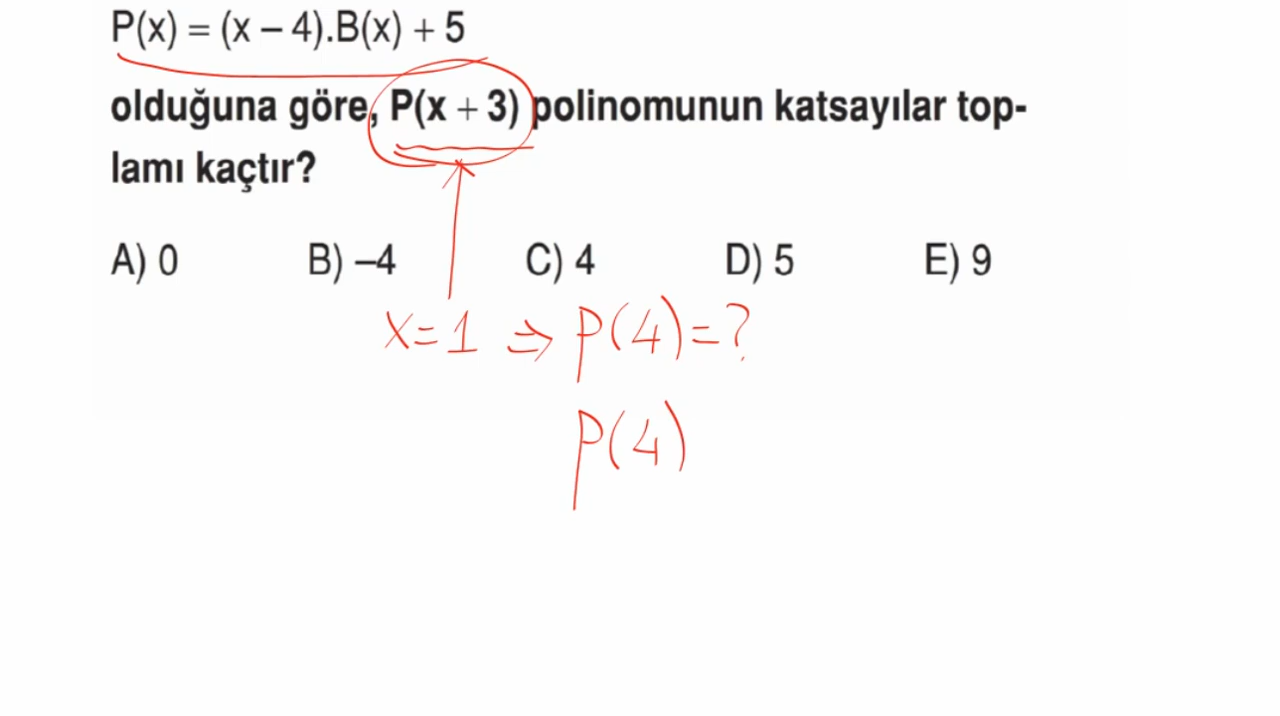 P(x) = (x – 4).B(x) + 5
olduğuna göre, P(x + 3) polinomunun katsayılar top-
lamı kaçtır?
A) 0 B) –4 C) 4 D) 5 E) 9
x=1 ⇒ P(4)=?
P(4)